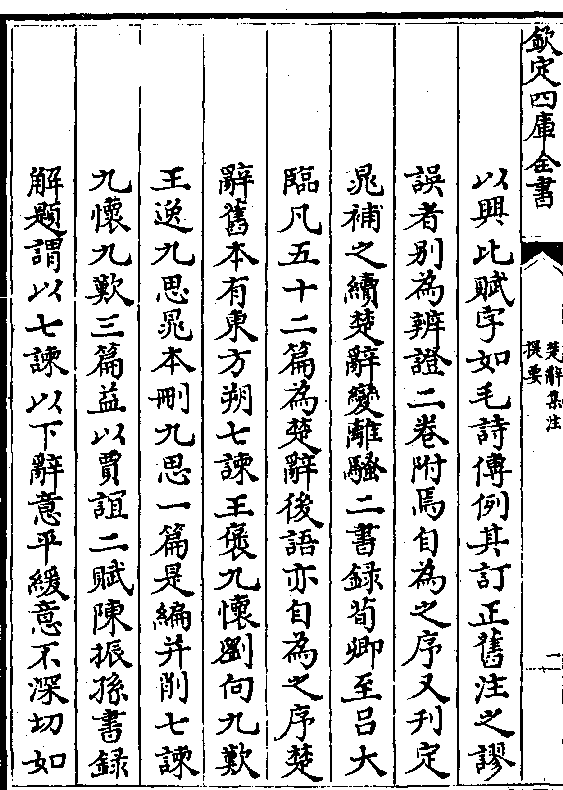 欽定四庫全書
楚辭集注
提要
二
以興比賦字如毛詩傳例其訂正舊注之謬
誤者別為辨證二卷附焉自為之序又刋定
晁補之續楚辭變離騷二書錄荀卿至吕大
臨凡五十二篇為楚辭後語亦自為之序楚
辭舊本有東方朔七諫王襃九懷劉向九歎
王逸九思晁本刪九思一篇是編并削七諫
九懷九歎三篇益以賈誼二賦陳振孫書錄
解題謂以七諫以下辭意平緩意不深切如